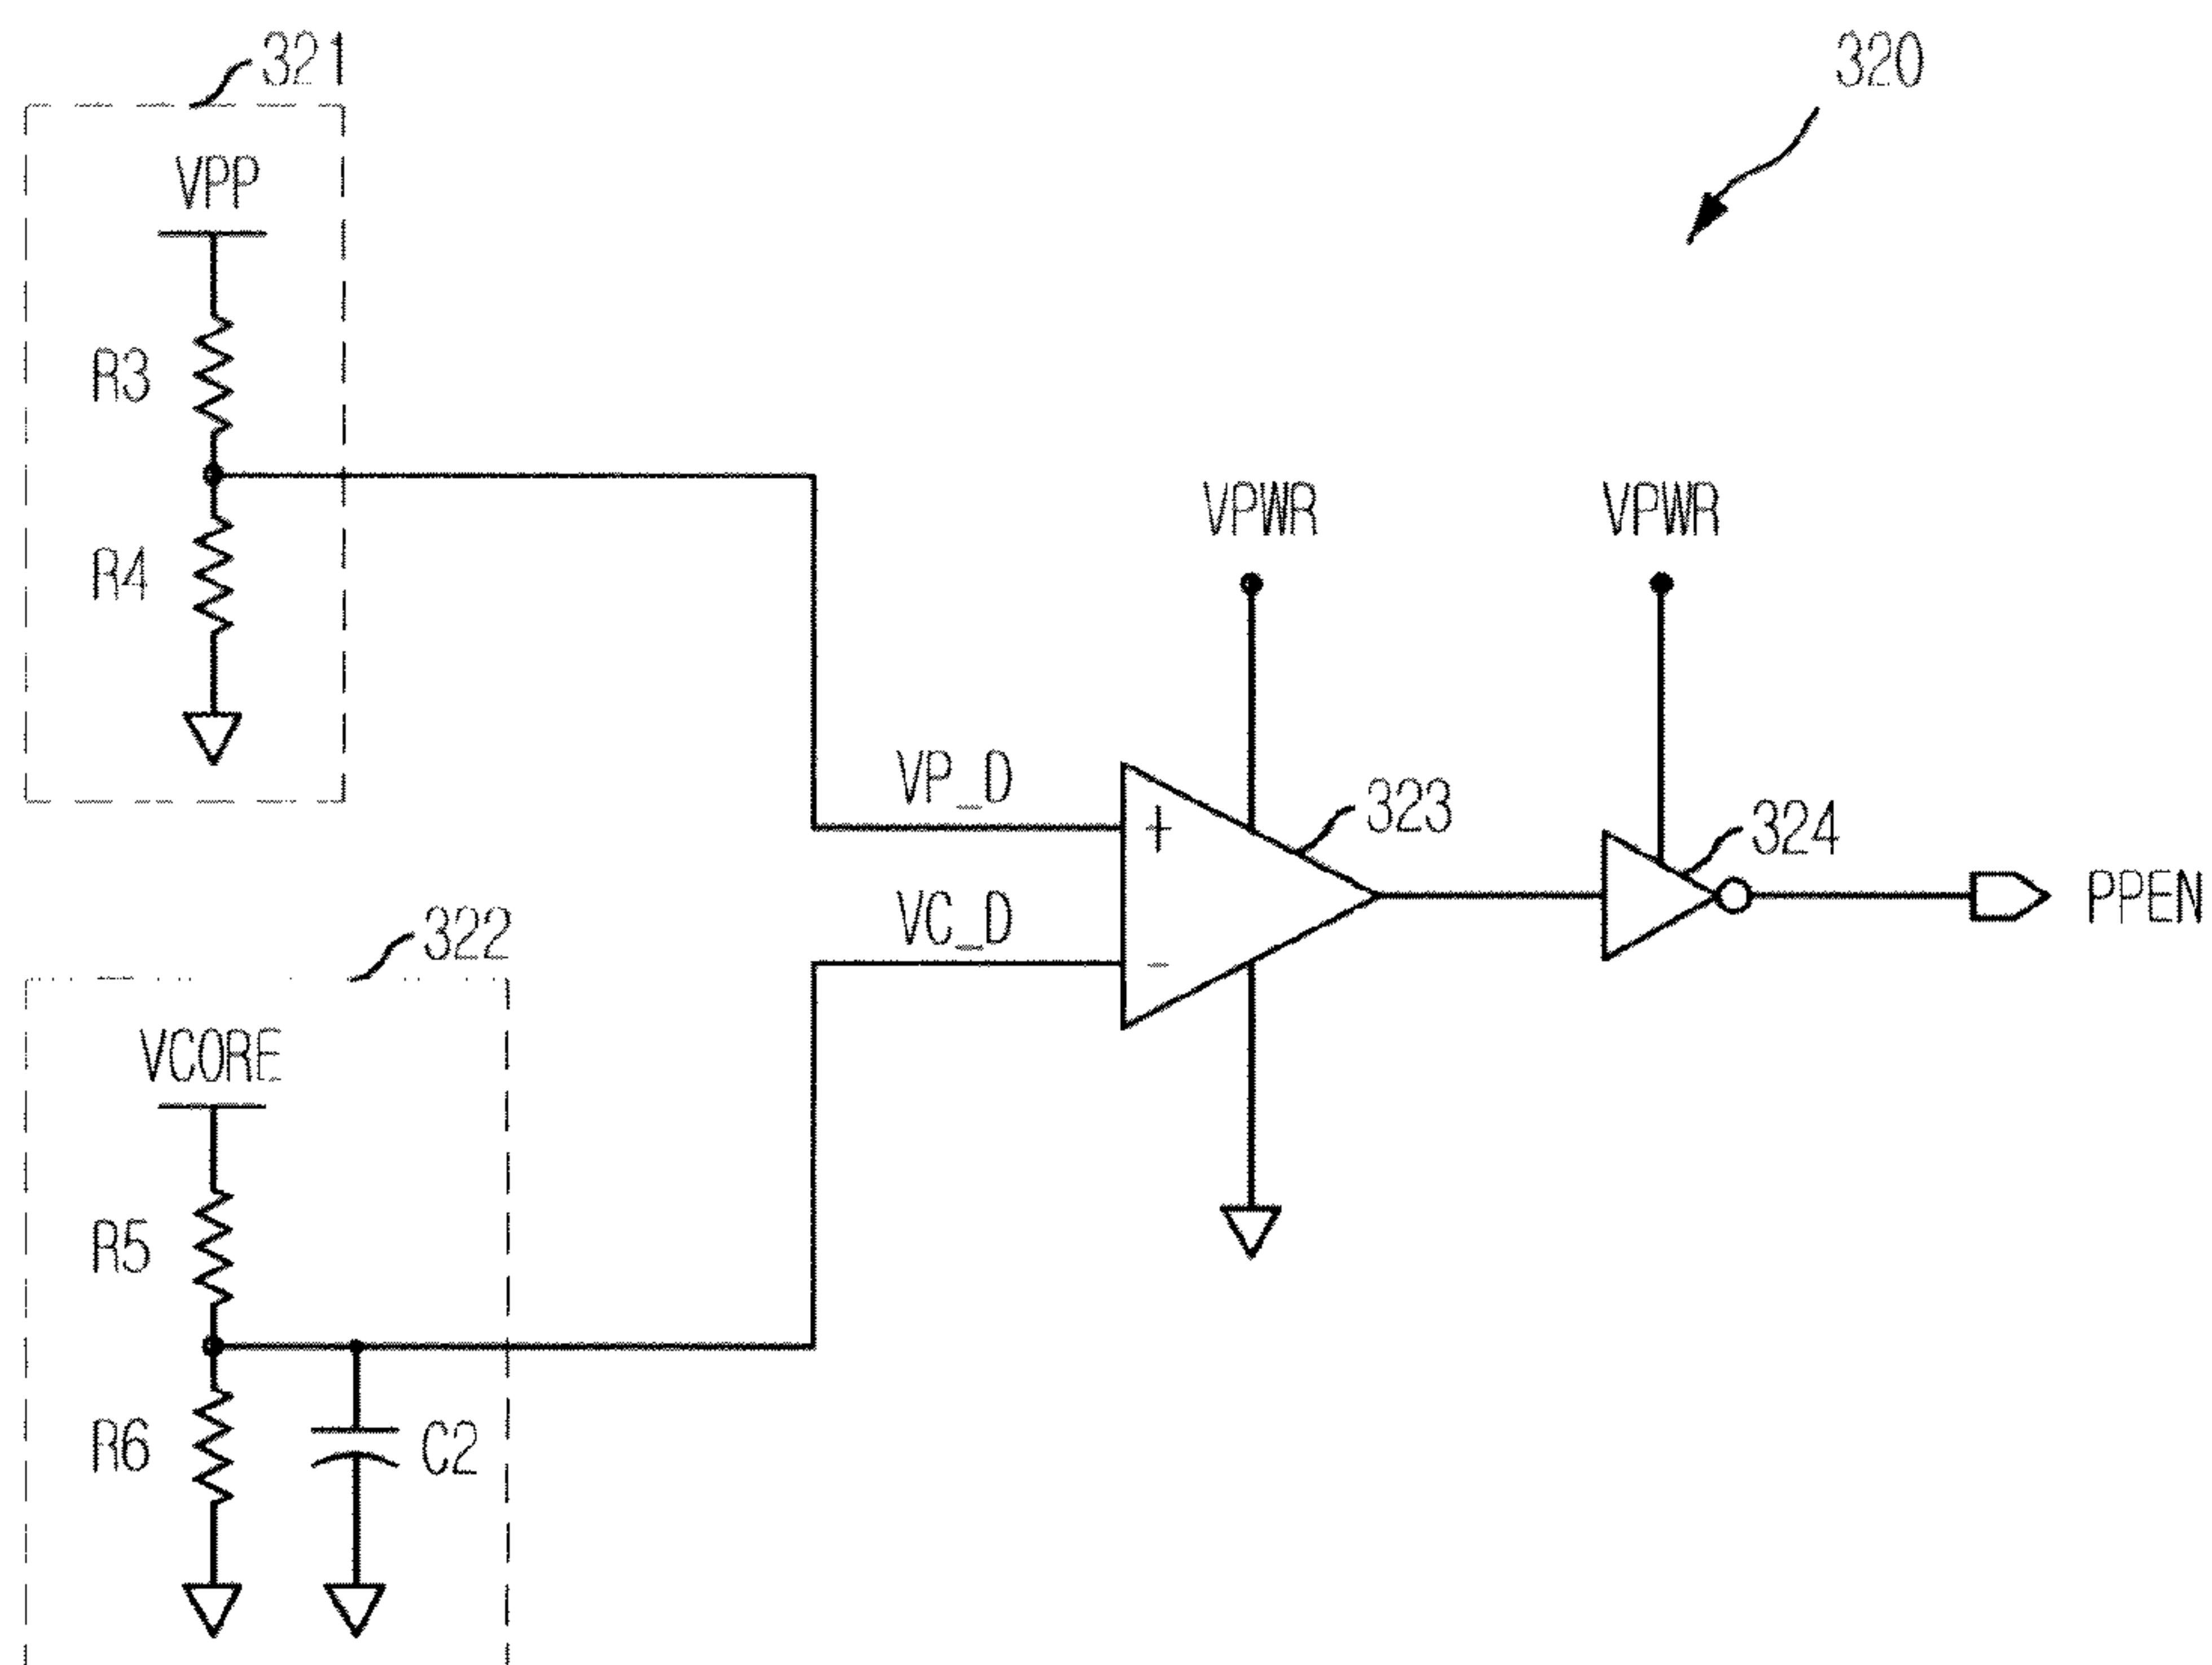 321
320
VPP
R3
R4
VPWR
VPWR
VP_D
+
323
324
VC_D
-
PPEN
322
VCORE
R5
R6
C2